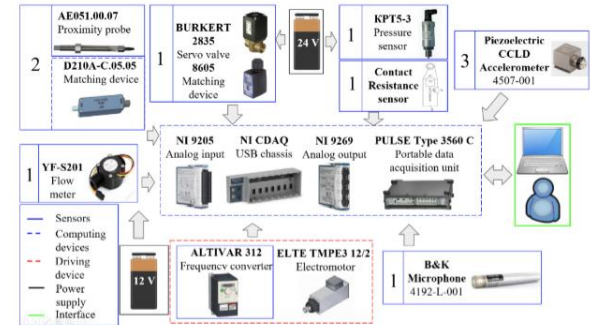 AE051.00.07
Proximity probe
2
D210A-C.05.05
Matching device
1
BURKERT
2835
Servo valve
8605
Matching
device
24 V
1
KPT5-3
Pressure
sensor
1
Contact
Resistance
sensor
3
Piezoelectric
CCLD
Accelerometer
4507-001
NI 9205
Analog input
NI CDAQ
USB chassis
NI 9269
Analog output
PULSE Type 3560 C
Portable data
acquisition unit
1
YF-S201
Flow
meter
Sensors
Computing
devices
Driving
device
Power
supply
Interface
12 V
ALTIVAR 312
Frequency converter
ELTE TMPE3 12/2
Electromotor
1
B&K
Microphone
4192-L-001